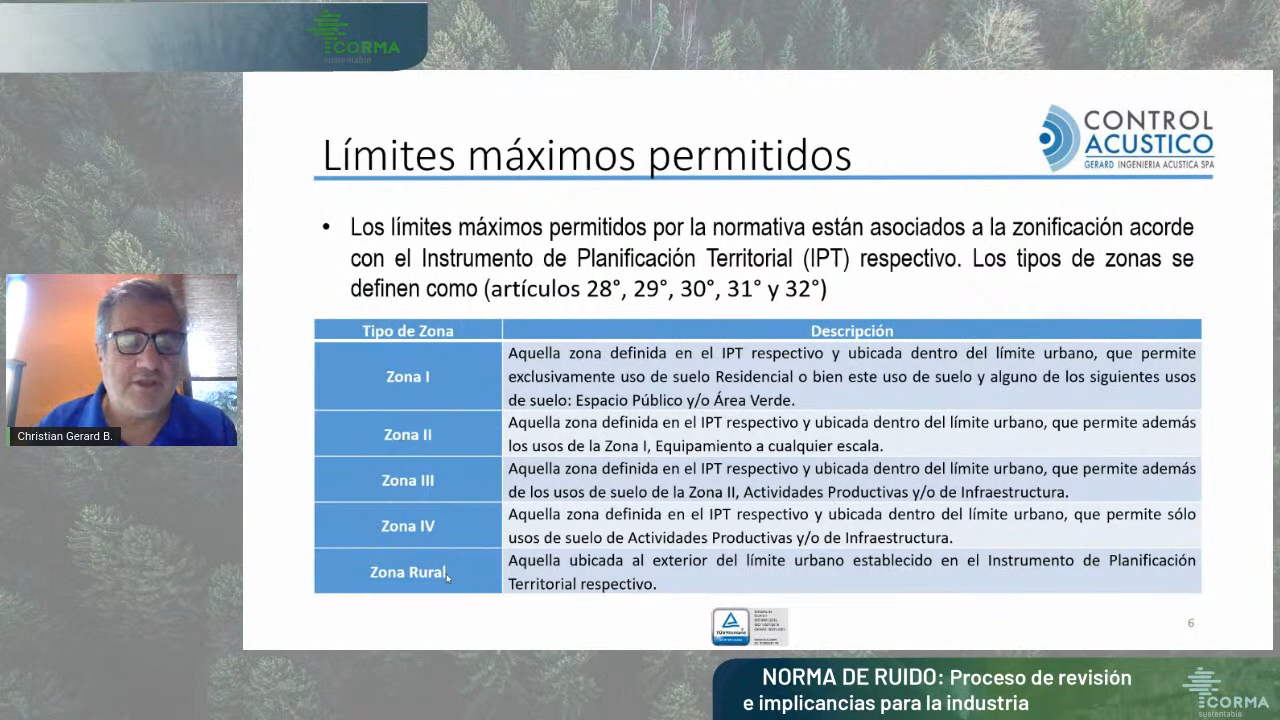 CORMA
sustentable
CONTROL
ACUSTICO
GERARD INGENIERIA ACUSTICA SPA
Límites máximos permitidos
• Los límites máximos permitidos por la normativa están asociados a la zonificación acorde
con el Instrumento de Planificación Territorial (IPT) respectivo. Los tipos de zonas se
definen como (artículos 28°, 29°, 30°, 31° y 32°)
Tipo de Zona
Descripción
Zona I
Aquella zona definida en el IPT respectivo y ubicada dentro del límite urbano, que permite
exclusivamente uso de suelo Residencial o bien este uso de suelo y alguno de los siguientes usos
de suelo: Espacio Público y/o Área Verde.
Zona II
Aquella zona definida en el IPT respectivo y ubicada dentro del límite urbano, que permite además
los usos de la Zona I, Equipamiento a cualquier escala.
Zona III
Aquella zona definida en el IPT respectivo y ubicada dentro del límite urbano, que permite además
de los usos de suelo de la Zona II, Actividades Productivas y/o de Infraestructura.
Zona IV
Aquella zona definida en el IPT respectivo y ubicada dentro del límite urbano, que permite sólo
usos de suelo de Actividades Productivas y/o de Infraestructura.
Zona Rural
Aquella ubicada al exterior del límite urbano establecido en el Instrumento de Planificación
Territorial respectivo.
Christian Gerard B.
6
NORMA DE RUIDO: Proceso de revisión
e implicancias para la industria
CORMA
sustentable